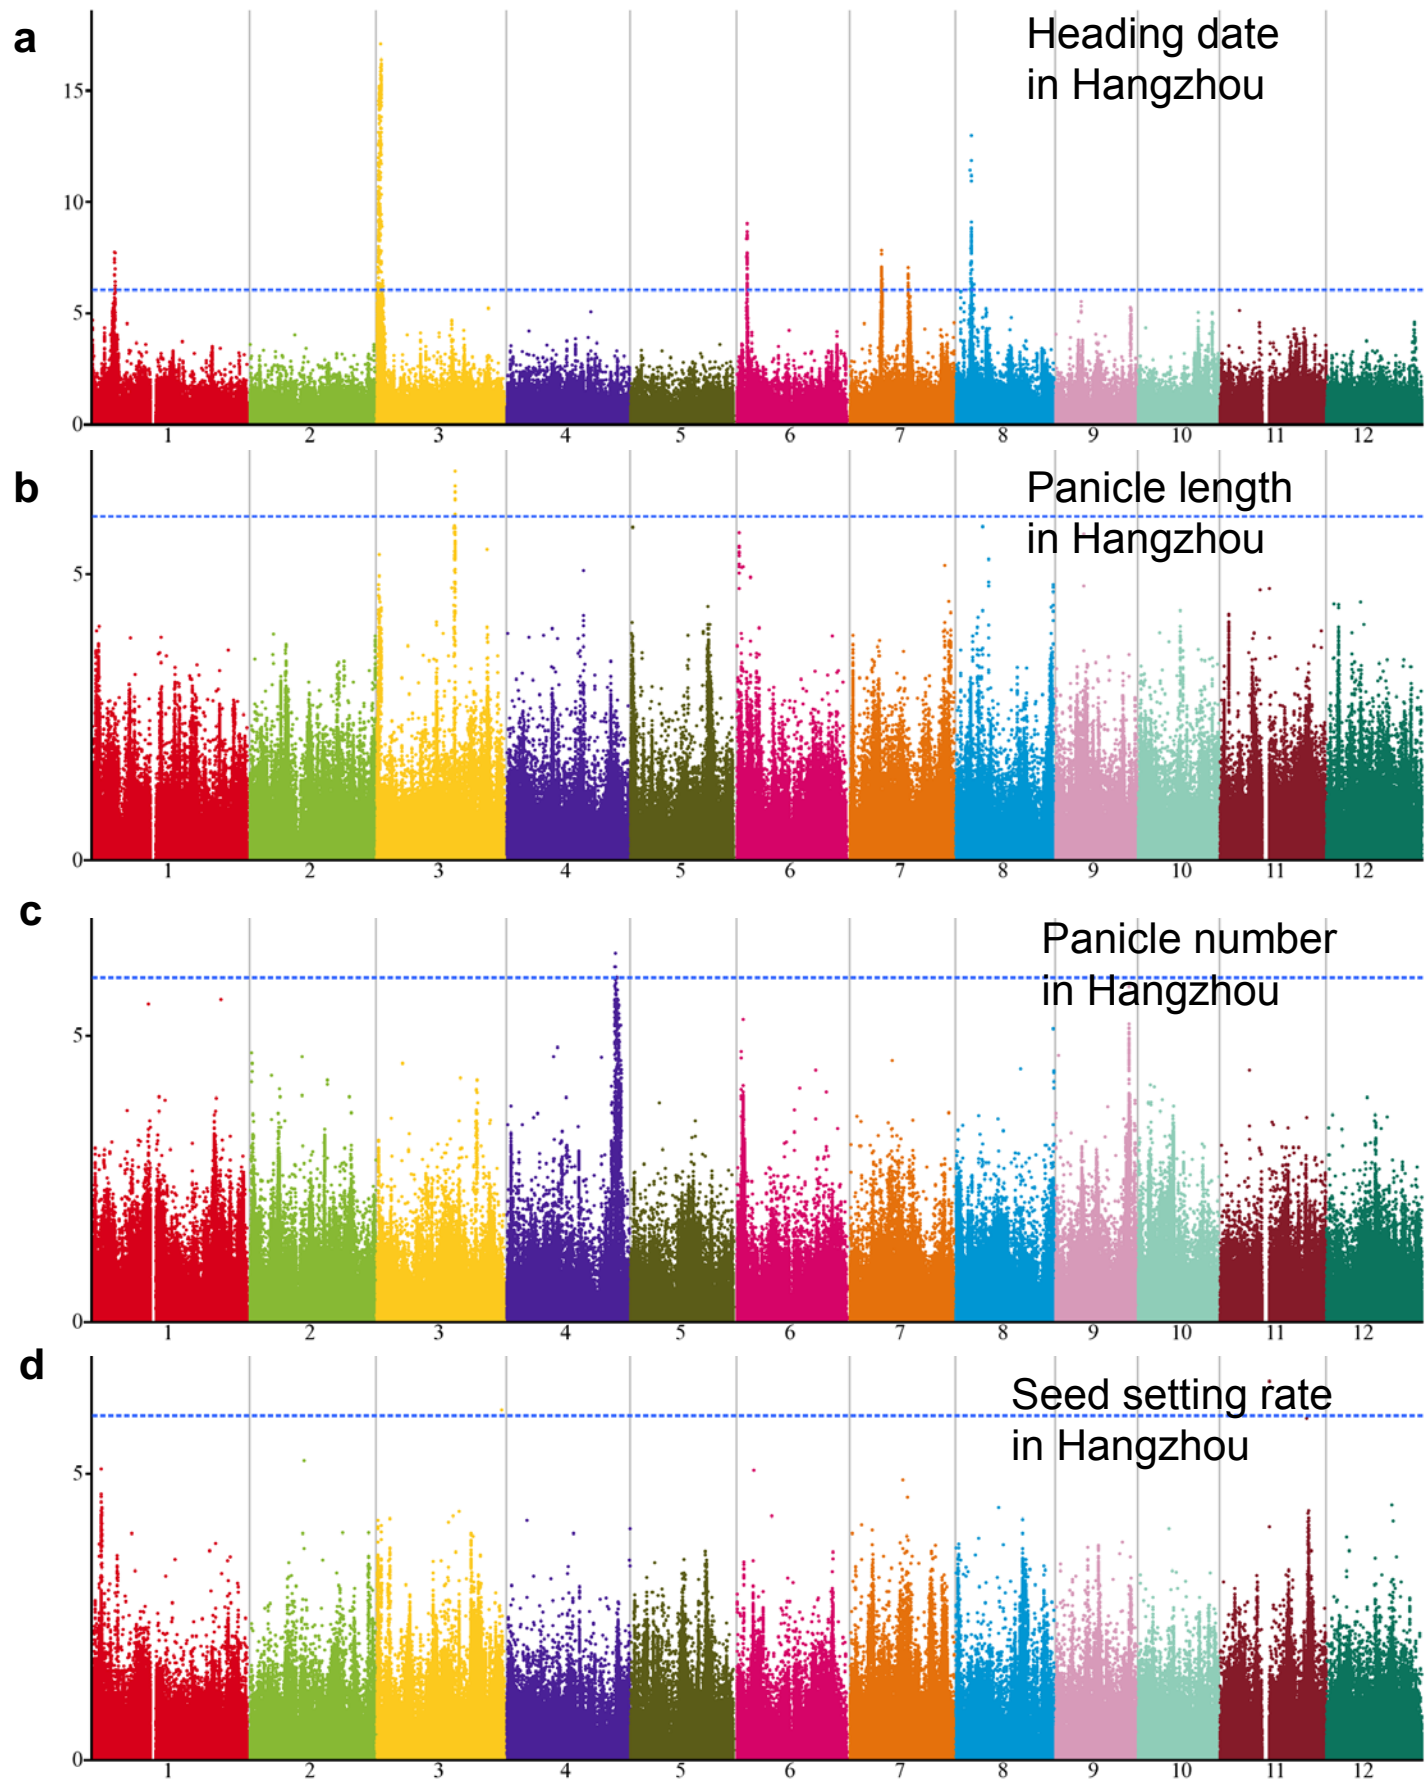 a
Heading date
in Hangzhou
15
10
5
0
1 2 3 4 5 6 7 8 9 10 11 12
b
Panicle length
in Hangzhou
5
0
1 2 3 4 5 6 7 8 9 10 11 12
c
Panicle number
in Hangzhou
5
0
1 2 3 4 5 6 7 8 9 10 11 12
d
Seed setting rate
in Hangzhou
5
0
1 2 3 4 5 6 7 8 9 10 11 12